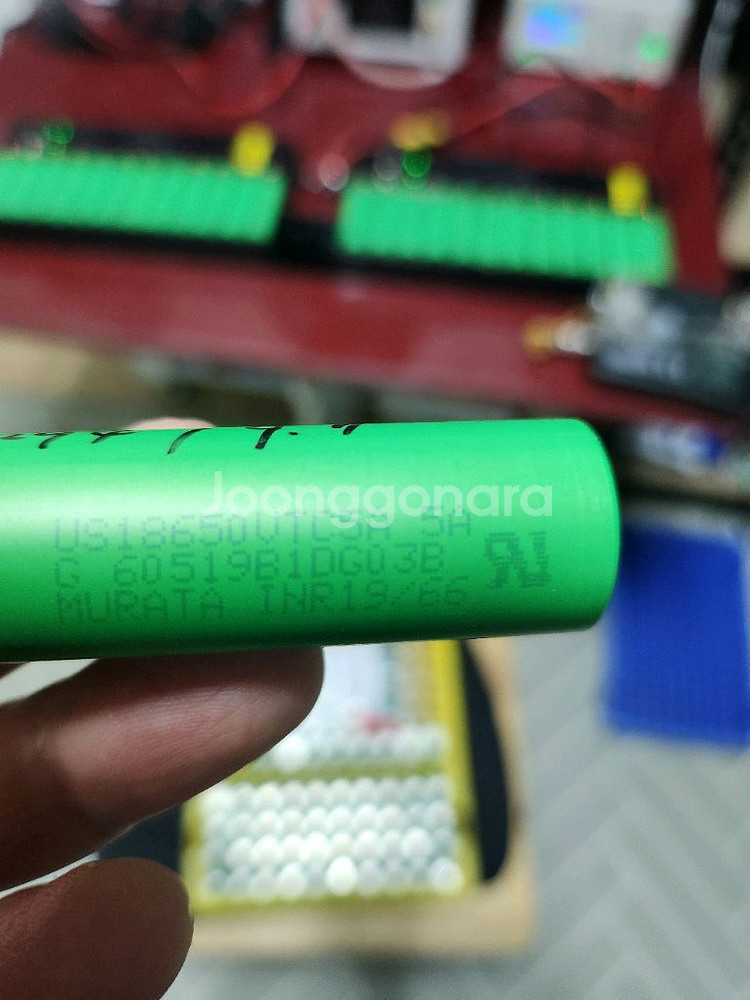 Joonggonara
US18650VTC5A 5A
C 60519B1DG03B
MURATA INR19/66